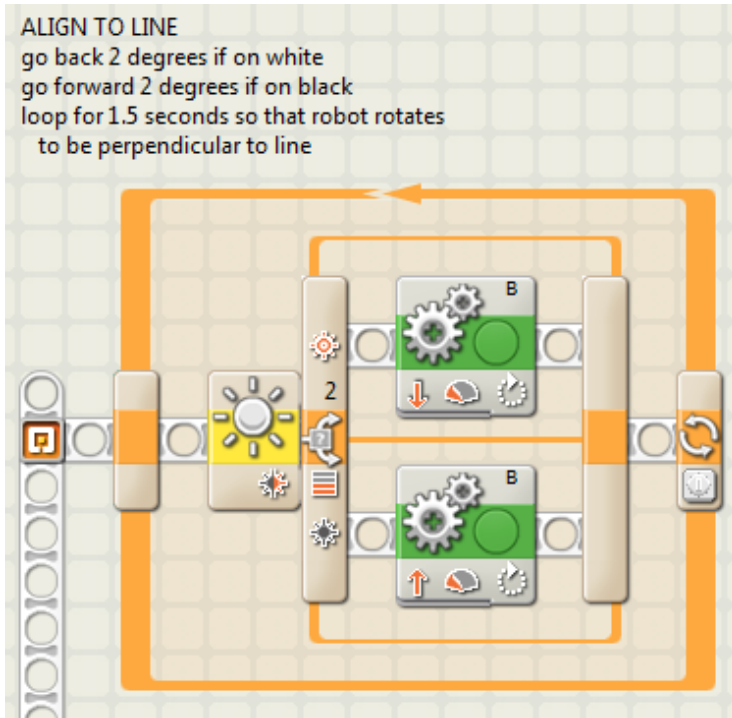 ALIGN TO LINE
go back 2 degrees if on white
go forward 2 degrees if on black
loop for 1.5 seconds so that robot rotates
to be perpendicular to line
B
2
B